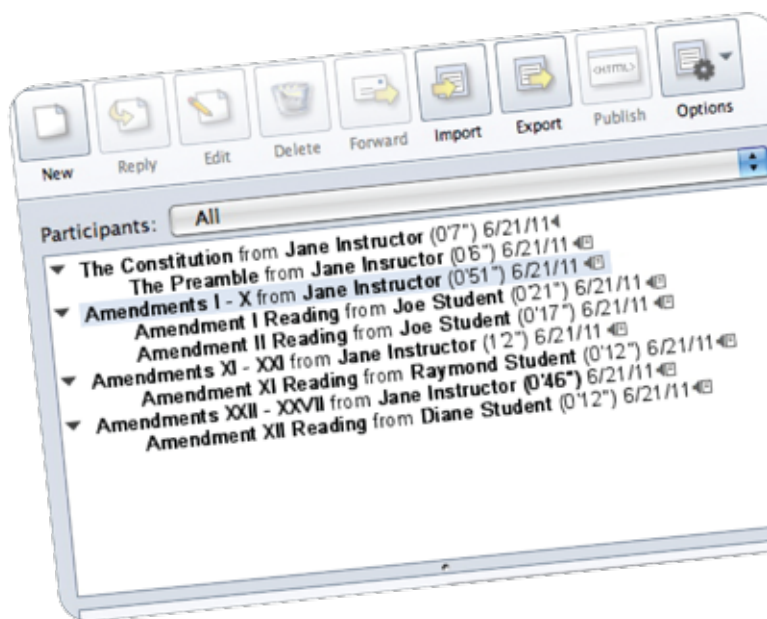 New Reply Edit Delete Forward Import Export <HTML> Publish Options
Participants: All
The Constitution from Jane Instructor (0'7") 6/21/11
The Preamble from Jane Insructor (0'6") 6/21/11
Amendments I - X from Jane Instructor (0'51") 6/21/11
Amendment I Reading from Joe Student (0'21") 6/21/11
Amendment II Reading from Joe Student (0'17") 6/21/11
Amendments XI - XXI from Jane Instructor (1'2") 6/21/11
Amendment XI Reading from Raymond Student (0'12") 6/21/11
Amendments XXII - XXVII from Jane Instructor (0'46") 6/21/11
Amendment XII Reading from Diane Student (0'12") 6/21/11